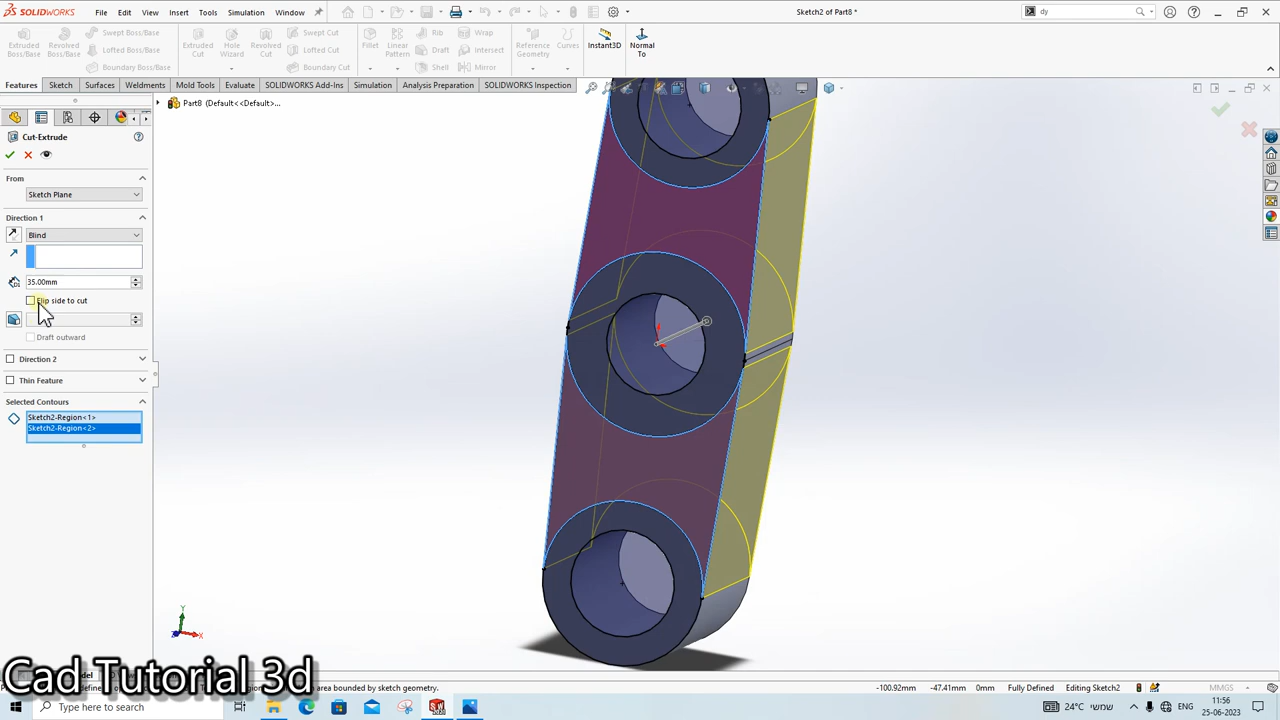 SOLIDWORKS
File
Edit
View
Insert
Tools
Simulation
Window
Sketch2 of Part8 *
dy
Extruded Boss/Base
Revolved Boss/Base
Swept Boss/Base
Lofted Boss/Base
Boundary Boss/Base
Extruded Cut
Hole Wizard
Revolved Cut
Swept Cut
Lofted Cut
Boundary Cut
Fillet
Linear Pattern
Rib
Draft
Shell
Wrap
Intersect
Mirror
Reference Geometry
Curves
Instant3D
Normal To
Features
Sketch
Surfaces
Weldments
Mold Tools
Evaluate
SOLIDWORKS Add-Ins
Simulation
Analysis Preparation
SOLIDWORKS Inspection
Part8 (Default<<Default>...
Cut-Extrude
From
Sketch Plane
Direction 1
Blind
35.00mm
Flip side to cut
Draft outward
Direction 2
Thin Feature
Selected Contours
Sketch2-Region<1>
Sketch2-Region<2>
Y
X
Z
Cad Tutorial 3d
area bounded by sketch geometry.
-100.92mm
-47.41mm
0mm
Fully Defined
Editing Sketch2
MMGS
Type here to search
24°C
שמשי
ENG
11:56
25-06-2023